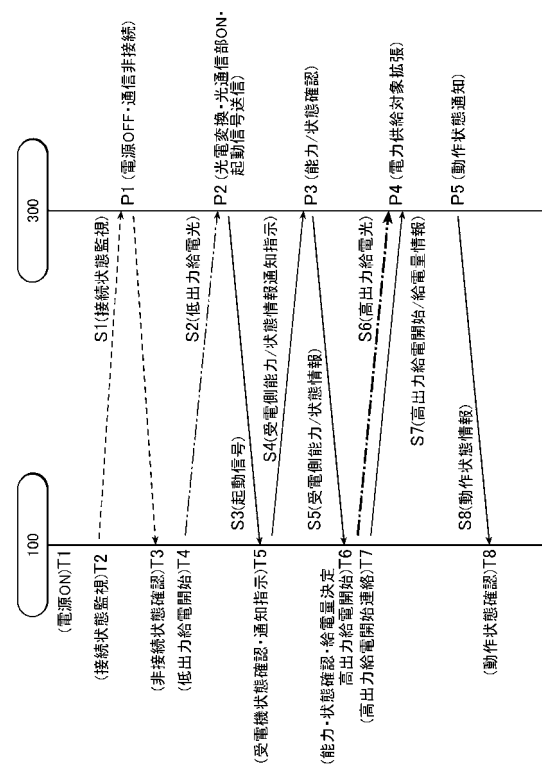 100
300
(電源ON)T1
(接続状態監視)T2
S1(接続状態監視)
P1(電源OFF・通信非接続)
(非接続状態確認)T3
(低出力給電開始)T4
S2(低出力給電光)
P2(光電変換・光通信部ON・
起動信号送信)
S3(起動信号)
(受電機状態確認・通知指示)T5
S4(受電側能力/状態情報通知指示)
P3(能力/状態確認)
S5(受電側能力/状態情報)
(能力・状態確認・給電量決定
高出力給電開始)T6
(高出力給電開始連絡)T7
S6(高出力給電光)
P4(電力供給対象拡張)
S7(高出力給電開始/給電量情報)
P5(動作状態通知)
S8(動作状態情報)
(動作状態確認)T8